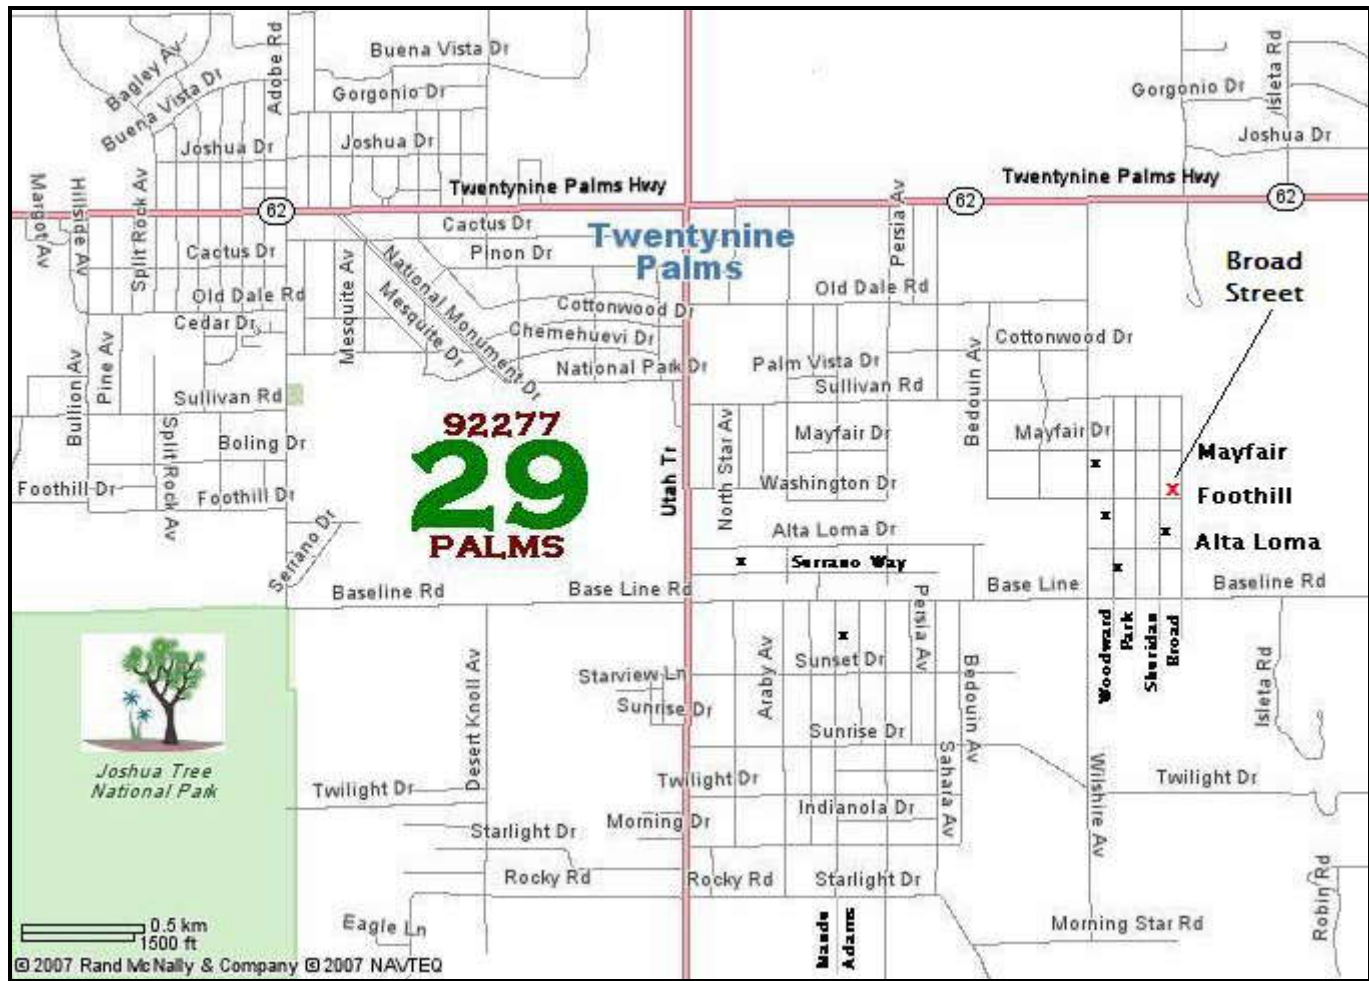 Buena Vista Dr
Isleta Rd
Adobe Rd
Bagley Av
Gorgonio Dr
Gorgonio Dr
Buena Vista Dr
Joshua Dr
Joshua Dr
Joshua Dr
Twentynine Palms Hwy
Twentynine Palms Hwy
Margot Av
Hillside Av
Split Rock Av
62
62
62
Persia Av
Cactus Dr
Twentynine
Palms
Cactus Dr
Pinon Dr
Broad
Street
National Monument Dr
Mesquite Av
Old Dale Rd
Old Dale Rd
Mesquite Dr
Cottonwood Dr
Cedar Dr
Chemehuevi Dr
Cottonwood Dr
Pine Av
National Park Dr
Palm Vista Dr
Bedouin Av
Bullion Av
Sullivan Rd
Sullivan Rd
92277
29
PALMS
Split Rock Av
Boling Dr
North Star Av
Mayfair Dr
Mayfair Dr
Mayfair
Utah Tr
x
Foothill Dr
Foothill Dr
Washington Dr
x
Foothill
Serrano Dr
Alta Loma Dr
x
x
Alta Loma
x
Serrano Way
x
Baseline Rd
Base Line Rd
Base Line
Baseline Rd
Persia Av
Woodward
Park
Sheridan
Broad
x
Araby Av
Sunset Dr
Bedouin Av
Desert Knoll Av
Starview Ln
Isleta Rd
Sunrise Dr
Sunrise Dr
Joshua Tree
National Park
Twilight Dr
Twilight Dr
Sahara Av
Wilshire Av
Twilight Dr
Indianola Dr
Starlight Dr
Morning Dr
Rocky Rd
Rocky Rd
Starlight Dr
Robin Rd
Eagle Ln
Maude
Adams
Morning Star Rd
0.5 km
1500 ft
© 2007 Rand McNally & Company © 2007 NAVTEQ